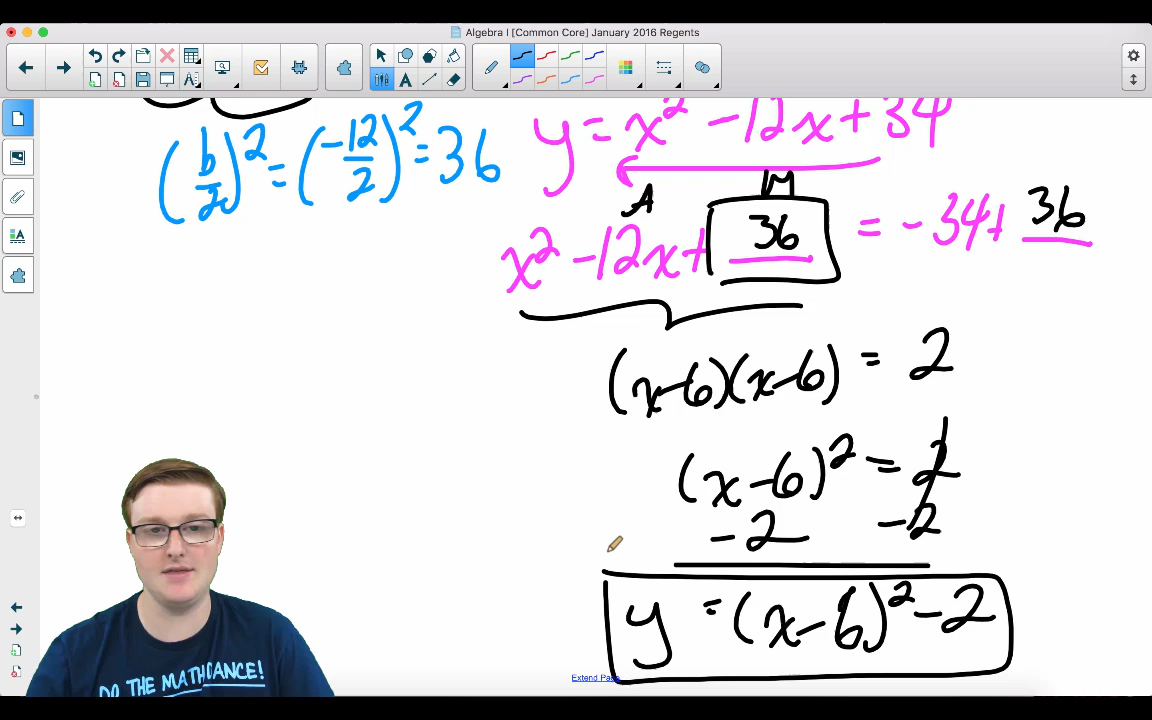 Algebra I [Common Core] January 2016 Regents
(b/2)² = (-12/2)² = 36
y = x² - 12x + 34
A M
x² - 12x + 36 = -34 + 36
(x-6)(x-6) = 2
(x-6)² = 2
-2 -2
y = (x-6)² - 2
Extend Page
DO THE MATH DANCE!